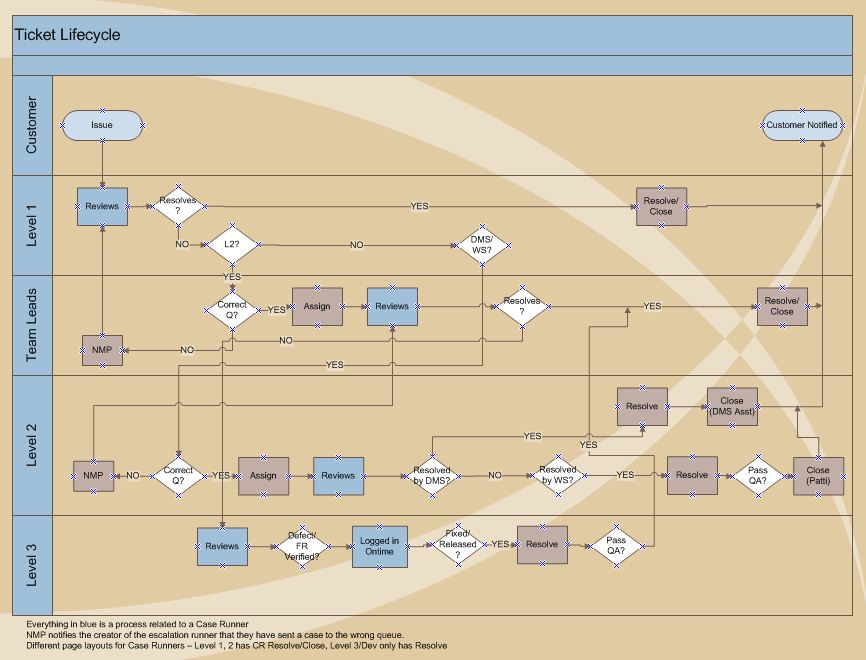 Ticket Lifecycle
Customer
Issue
Customer Notified
Level 1
Reviews
Resolves
?
YES
Resolve/
Close
NO
L2?
NO
DMS/
WS?
YES
Team Leads
Correct
Q?
YES
Assign
Reviews
Resolves
?
YES
Resolve/
Close
NMP
NO
NO
YES
Level 2
Resolve
Close
(DMS Asst)
YES
YES
NMP
NO
Correct
Q?
YES
Assign
Reviews
Resolved
by DMS?
NO
Resolved
by WS?
YES
Resolve
Pass
QA?
Close
(Patti)
Level 3
Reviews
Defect/
FR
Verified?
Logged in
Ontime
Fixed/
Released
?
YES
Resolve
Pass
QA?
Everything in blue is a process related to a Case Runner
NMP notifies the creator of the escalation runner that they have sent a case to the wrong queue.
Different page layouts for Case Runners – Level 1, 2 has CR Resolve/Close, Level 3/Dev only has Resolve